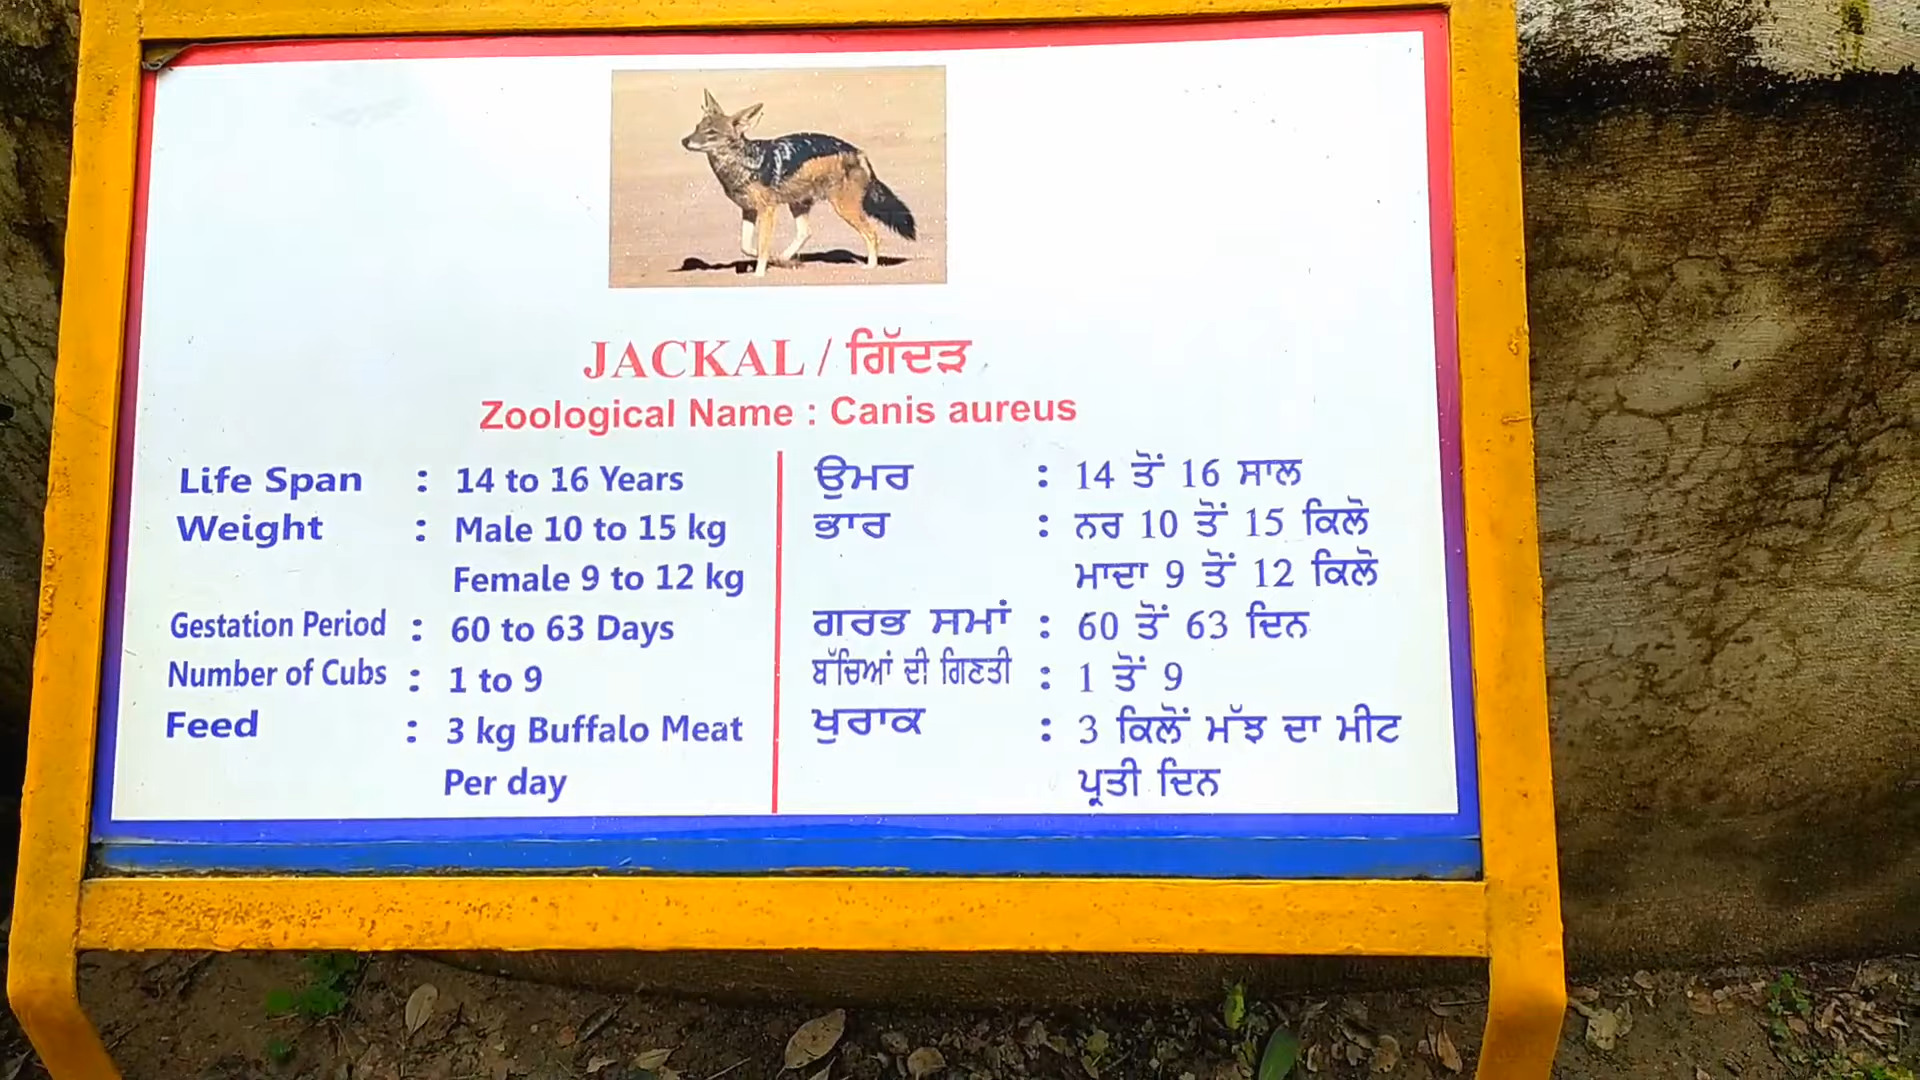 JACKAL / ਗਿੱਦੜ
Zoological Name : Canis aureus
Life Span : 14 to 16 Years
Weight : Male 10 to 15 kg
Female 9 to 12 kg
Gestation Period : 60 to 63 Days
Number of Cubs : 1 to 9
Feed : 3 kg Buffalo Meat
Per day
ਉਮਰ : 14 ਤੋਂ 16 ਸਾਲ
ਭਾਰ : ਨਰ 10 ਤੋਂ 15 ਕਿਲੋ
ਮਾਦਾ 9 ਤੋਂ 12 ਕਿਲੋ
ਗਰਭ ਸਮਾਂ : 60 ਤੋਂ 63 ਦਿਨ
ਬੱਚਿਆਂ ਦੀ ਗਿਣਤੀ : 1 ਤੋਂ 9
ਖੁਰਾਕ : 3 ਕਿਲੋਂ ਮੱਝ ਦਾ ਮੀਟ
ਪ੍ਰਤੀ ਦਿਨ